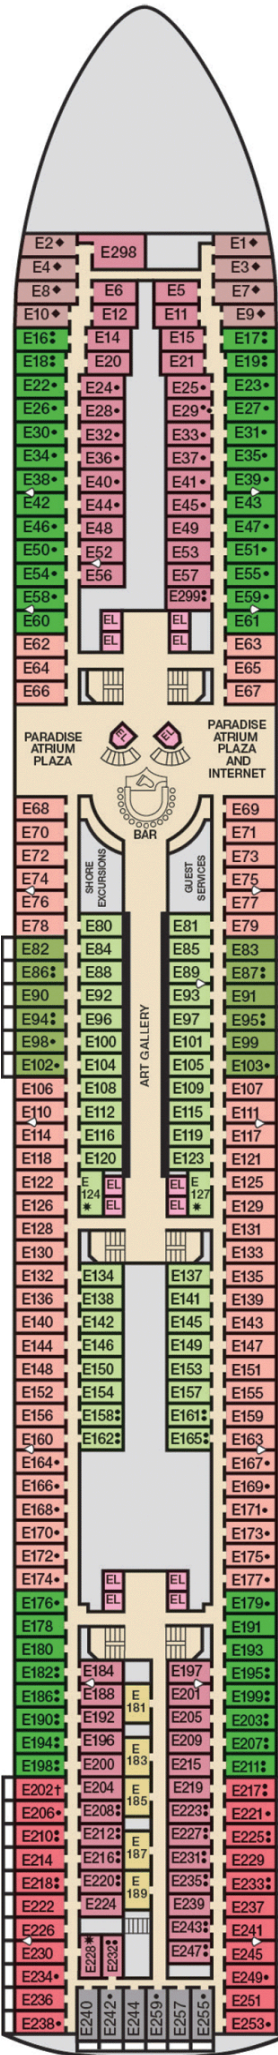 E2◆ E298 E1◆
E4◆ E3◆
E8◆ E6 E5 E7◆
E10◆ E12 E11 E9◆
E16⁚ E14 E15 E17⁚
E18⁚ E20 E21 E19⁚
E22• E24• E25• E23•
E26• E28• E29• E27•
E30• E32• E33• E31•
E34• E36• E37• E35•
E38• E40• E41• E39•
E42 E44• E45• E43
E46• E48 E49 E47•
E50• E52 E53 E51•
E54• E56 E57 E55•
E58• E299⁚ E59•
E60 EL EL E61
E62 EL EL E63
E64 E65
E66 E67
PARADISE
ATRIUM
PLAZA
EL EL
PARADISE
ATRIUM
PLAZA
AND
INTERNET
BAR
E68 E69
E70 E71
E72 E73
E74 E75
E76 E77
SHORE
EXCURSIONS
GUEST
SERVICES
E78 E80 E81 E79
E82 E84 E85 E83
E86⁚ E88 E89 E87⁚
E90 E92 E93 E91
E94⁚ E96 E97 E95⁚
E98• E100 E101 E99
E102• E104 E105 E103•
ART GALLERY
E106 E108 E109 E107
E110 E112 E115 E111
E114 E116 E119 E117
E118 E120 E123 E121
E122 E
124
* EL EL E
127
* E125
E126 EL EL E129
E128 E131
E130 E133
E132 E134 E137 E135
E136 E138 E141 E139
E140 E142 E145 E143
E144 E146 E149 E147
E148 E150 E153 E151
E152 E154 E157 E155
E156 E158⁚ E161⁚ E159
E160 E162⁚ E165⁚ E163
E164• E167•
E166• E169•
E168• E171•
E170• E173•
E172• E175•
E174• EL EL E177•
E176• EL EL E179•
E178 E191
E180 E193
E182⁚ E184 E197 E195⁚
E186⁚ E188 E
181 E201 E199⁚
E190⁚ E192 E205 E203⁚
E194⁚ E196 E
183 E209 E207⁚
E198⁚ E200 E215 E211⁚
E202† E204 E
185 E219 E217⁚
E206• E208⁚ E223⁚ E221•
E210⁚ E212⁚ E
187 E227⁚ E225⁚
E214 E216⁚ E231⁚ E229
E218⁚ E220⁚ E
189 E235⁚ E233⁚
E222 E224 E239 E237
E226 E228* E232⁚ E243⁚ E241
E230 E247⁚ E245
E234• E249•
E236 E240 E242• E244 E259• E257 E255• E251
E238• E253•